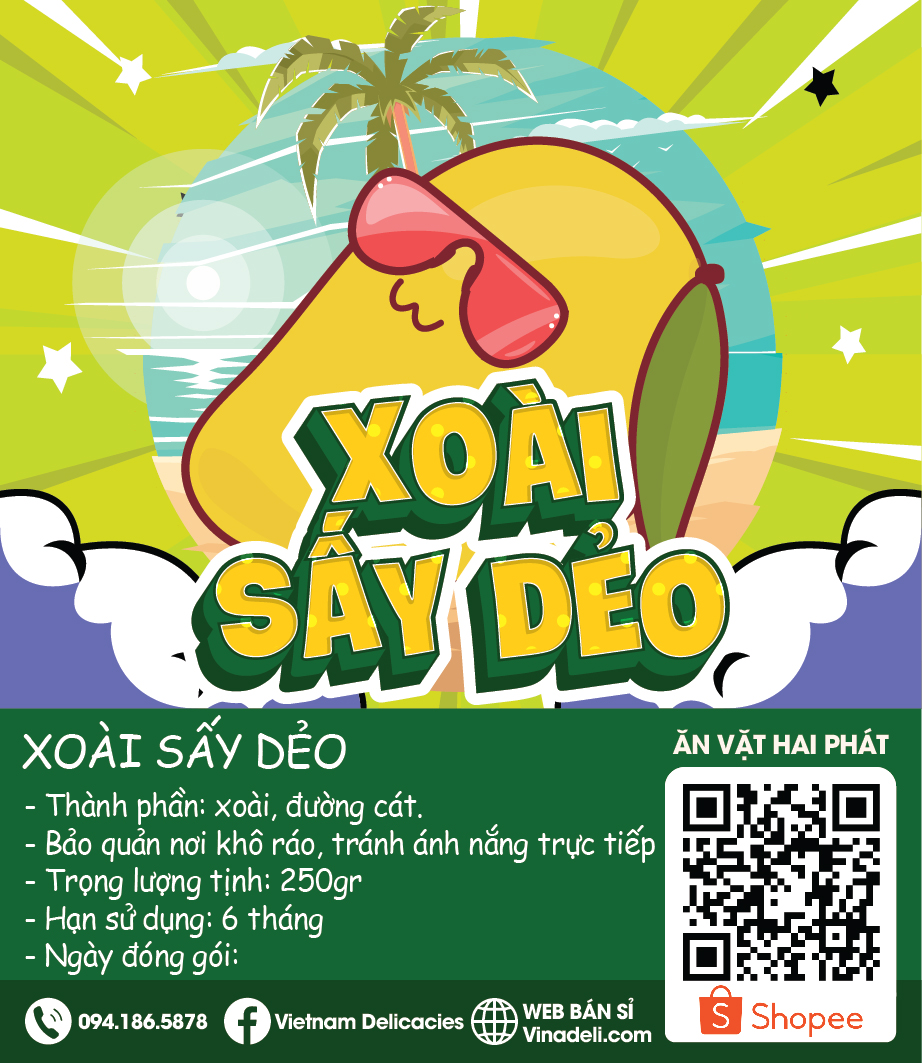 XOÀI
SẤY DẺO
XOÀI SẤY DẺO
- Thành phần: xoài, đường cát.
- Bảo quản nơi khô ráo, tránh ánh nắng trực tiếp
- Trọng lượng tịnh: 250gr
- Hạn sử dụng: 6 tháng
- Ngày đóng gói:
ĂN VẶT HAI PHÁT
S Shopee
094.186.5878
Vietnam Delicacies
WEB BÁN SỈ
Vinadeli.com